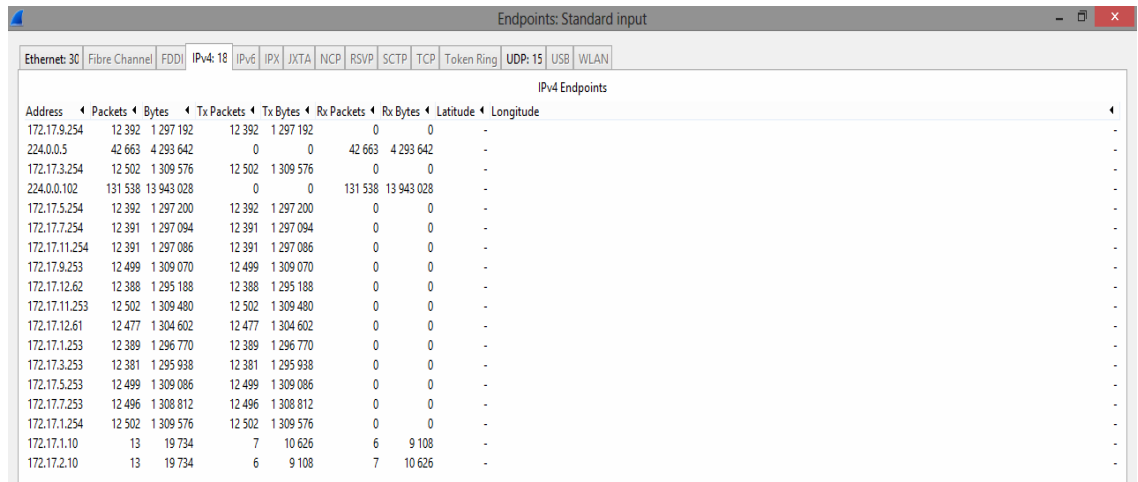 Endpoints: Standard input
Ethernet: 30 Fibre Channel FDDI IPv4: 18 IPv6 IPX JXTA NCP RSVP SCTP TCP Token Ring UDP: 15 USB WLAN
IPv4 Endpoints
Address Packets Bytes Tx Packets Tx Bytes Rx Packets Rx Bytes Latitude Longitude
172.17.9.254 12 392 1 297 192 12 392 1 297 192 0 0 - -
224.0.0.5 42 663 4 293 642 0 0 42 663 4 293 642 - -
172.17.3.254 12 502 1 309 576 12 502 1 309 576 0 0 - -
224.0.0.102 131 538 13 943 028 0 0 131 538 13 943 028 - -
172.17.5.254 12 392 1 297 200 12 392 1 297 200 0 0 - -
172.17.7.254 12 391 1 297 094 12 391 1 297 094 0 0 - -
172.17.11.254 12 391 1 297 086 12 391 1 297 086 0 0 - -
172.17.9.253 12 499 1 309 070 12 499 1 309 070 0 0 - -
172.17.12.62 12 388 1 295 188 12 388 1 295 188 0 0 - -
172.17.11.253 12 502 1 309 480 12 502 1 309 480 0 0 - -
172.17.12.61 12 477 1 304 602 12 477 1 304 602 0 0 - -
172.17.1.253 12 389 1 296 770 12 389 1 296 770 0 0 - -
172.17.3.253 12 381 1 295 938 12 381 1 295 938 0 0 - -
172.17.5.253 12 499 1 309 086 12 499 1 309 086 0 0 - -
172.17.7.253 12 496 1 308 812 12 496 1 308 812 0 0 - -
172.17.1.254 12 502 1 309 576 12 502 1 309 576 0 0 - -
172.17.1.10 13 19 734 7 10 626 6 9 108 - -
172.17.2.10 13 19 734 6 9 108 7 10 626 - -